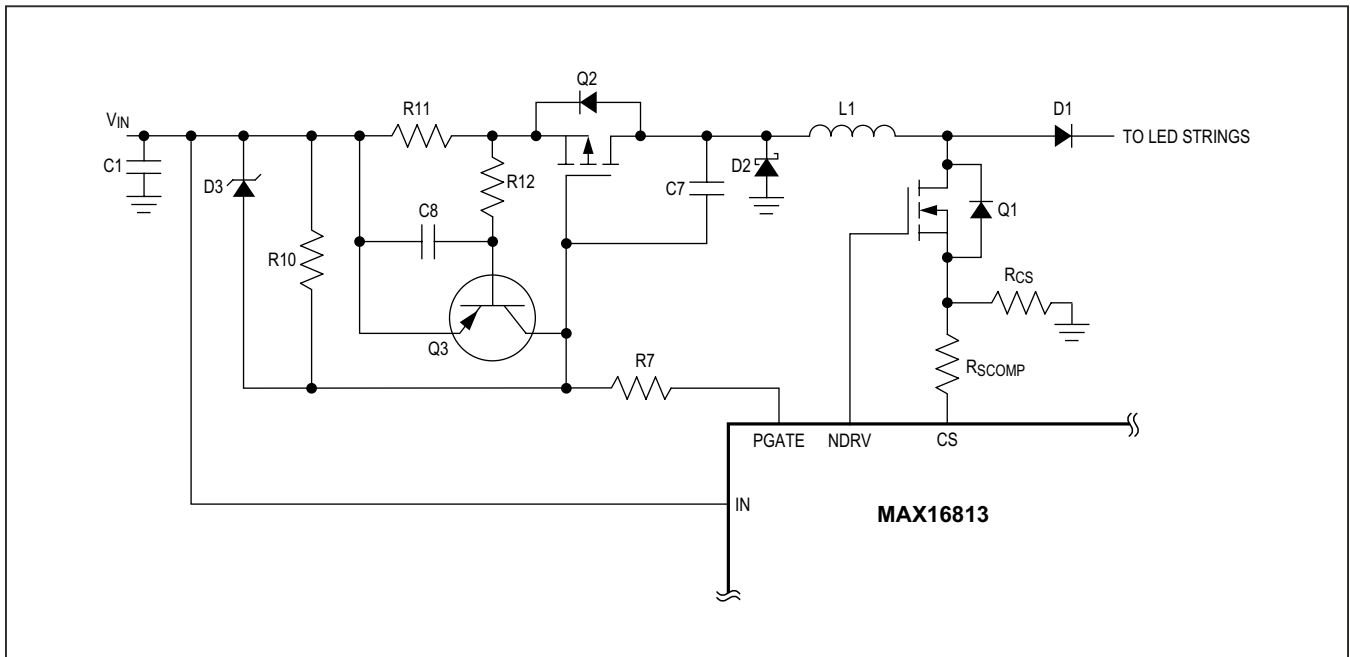 Q2
R11
L1
D1
VIN
TO LED STRINGS
C1
D3
R12
D2
C7
C8
Q1
R10
RCS
Q3
R7
RSCOMP
PGATE
NDRV
CS
IN
MAX16813